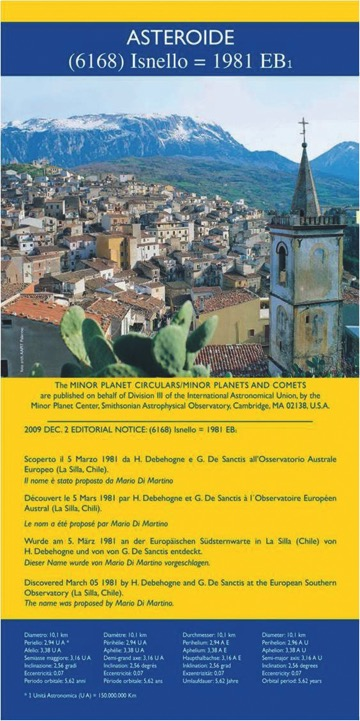 ASTEROIDE
(6168) Isnello = 1981 EB₁
The MINOR PLANET CIRCULARS/MINOR PLANETS AND COMETS
are published on behalf of Division III of the International Astronomical Union, by the
Minor Planet Center, Smithsonian Astrophysical Observatory, Cambridge, MA 02138, U.S.A.
2009 DEC. 2 EDITORIAL NOTICE: (6168) Isnello = 1981 EB₁
Scoperto il 5 Marzo 1981 da H. Debehogne e G. De Sanctis all'Osservatorio Australe
Europeo (La Silla, Chile).
Il nome è stato proposto da Mario Di Martino
Découvert le 5 Mars 1981 par H. Debehogne et G. De Sanctis à l´Observatoire Européen
Austral (La Silla, Chili).
Le nom a été proposé par Mario Di Martino
Wurde am 5. März 1981 an der Europäischen Südsternwarte in La Silla (Chile) von
H. Debehogne und von von G. De Sanctis entdeckt.
Dieser Name wurde von Mario Di Martino vorgeschlagen.
Discovered March 05 1981 by H. Debehogne and G. De Sanctis at the European Southern
Observatory (La Silla, Chile).
The name was proposed by Mario Di Martino.
Diametro: 10,1 km
Perielio: 2,94 U A *
Afelio: 3,38 U A
Semiasse maggiore: 3,16 U A
Inclinazione: 2,56 gradi
Eccentricità: 0,07
Periodo orbitale: 5,62 anni
Diamétre: 10,1 km
Périhélie: 2,94 U A
Aphélie: 3,38 U A
Demi-grand axe: 3,16 U A
Inclination: 2,56 degrés
Eccentricité: 0,07
Période orbitale: 5,62 ans
Durchmesser: 10,1 km
Perihelium: 2,94 A E
Aphelium: 3,38 A E
Haupthalbachse: 3,16 A E
Inklination: 2,56 grad
Exzentrizität: 0,07
Umlaufdauer: 5,62 Jahre
Diameter: 10,1 km
Perihelion: 2,96 A U
Aphelion: 3,38 A U
Semi-major axis: 3,16 A U
Inclination: 2,56 degrees
Eccentricity: 0,07
Orbital period: 5,62 years
* 1 Unità Astronomica (U A) = 150.000.000 Km